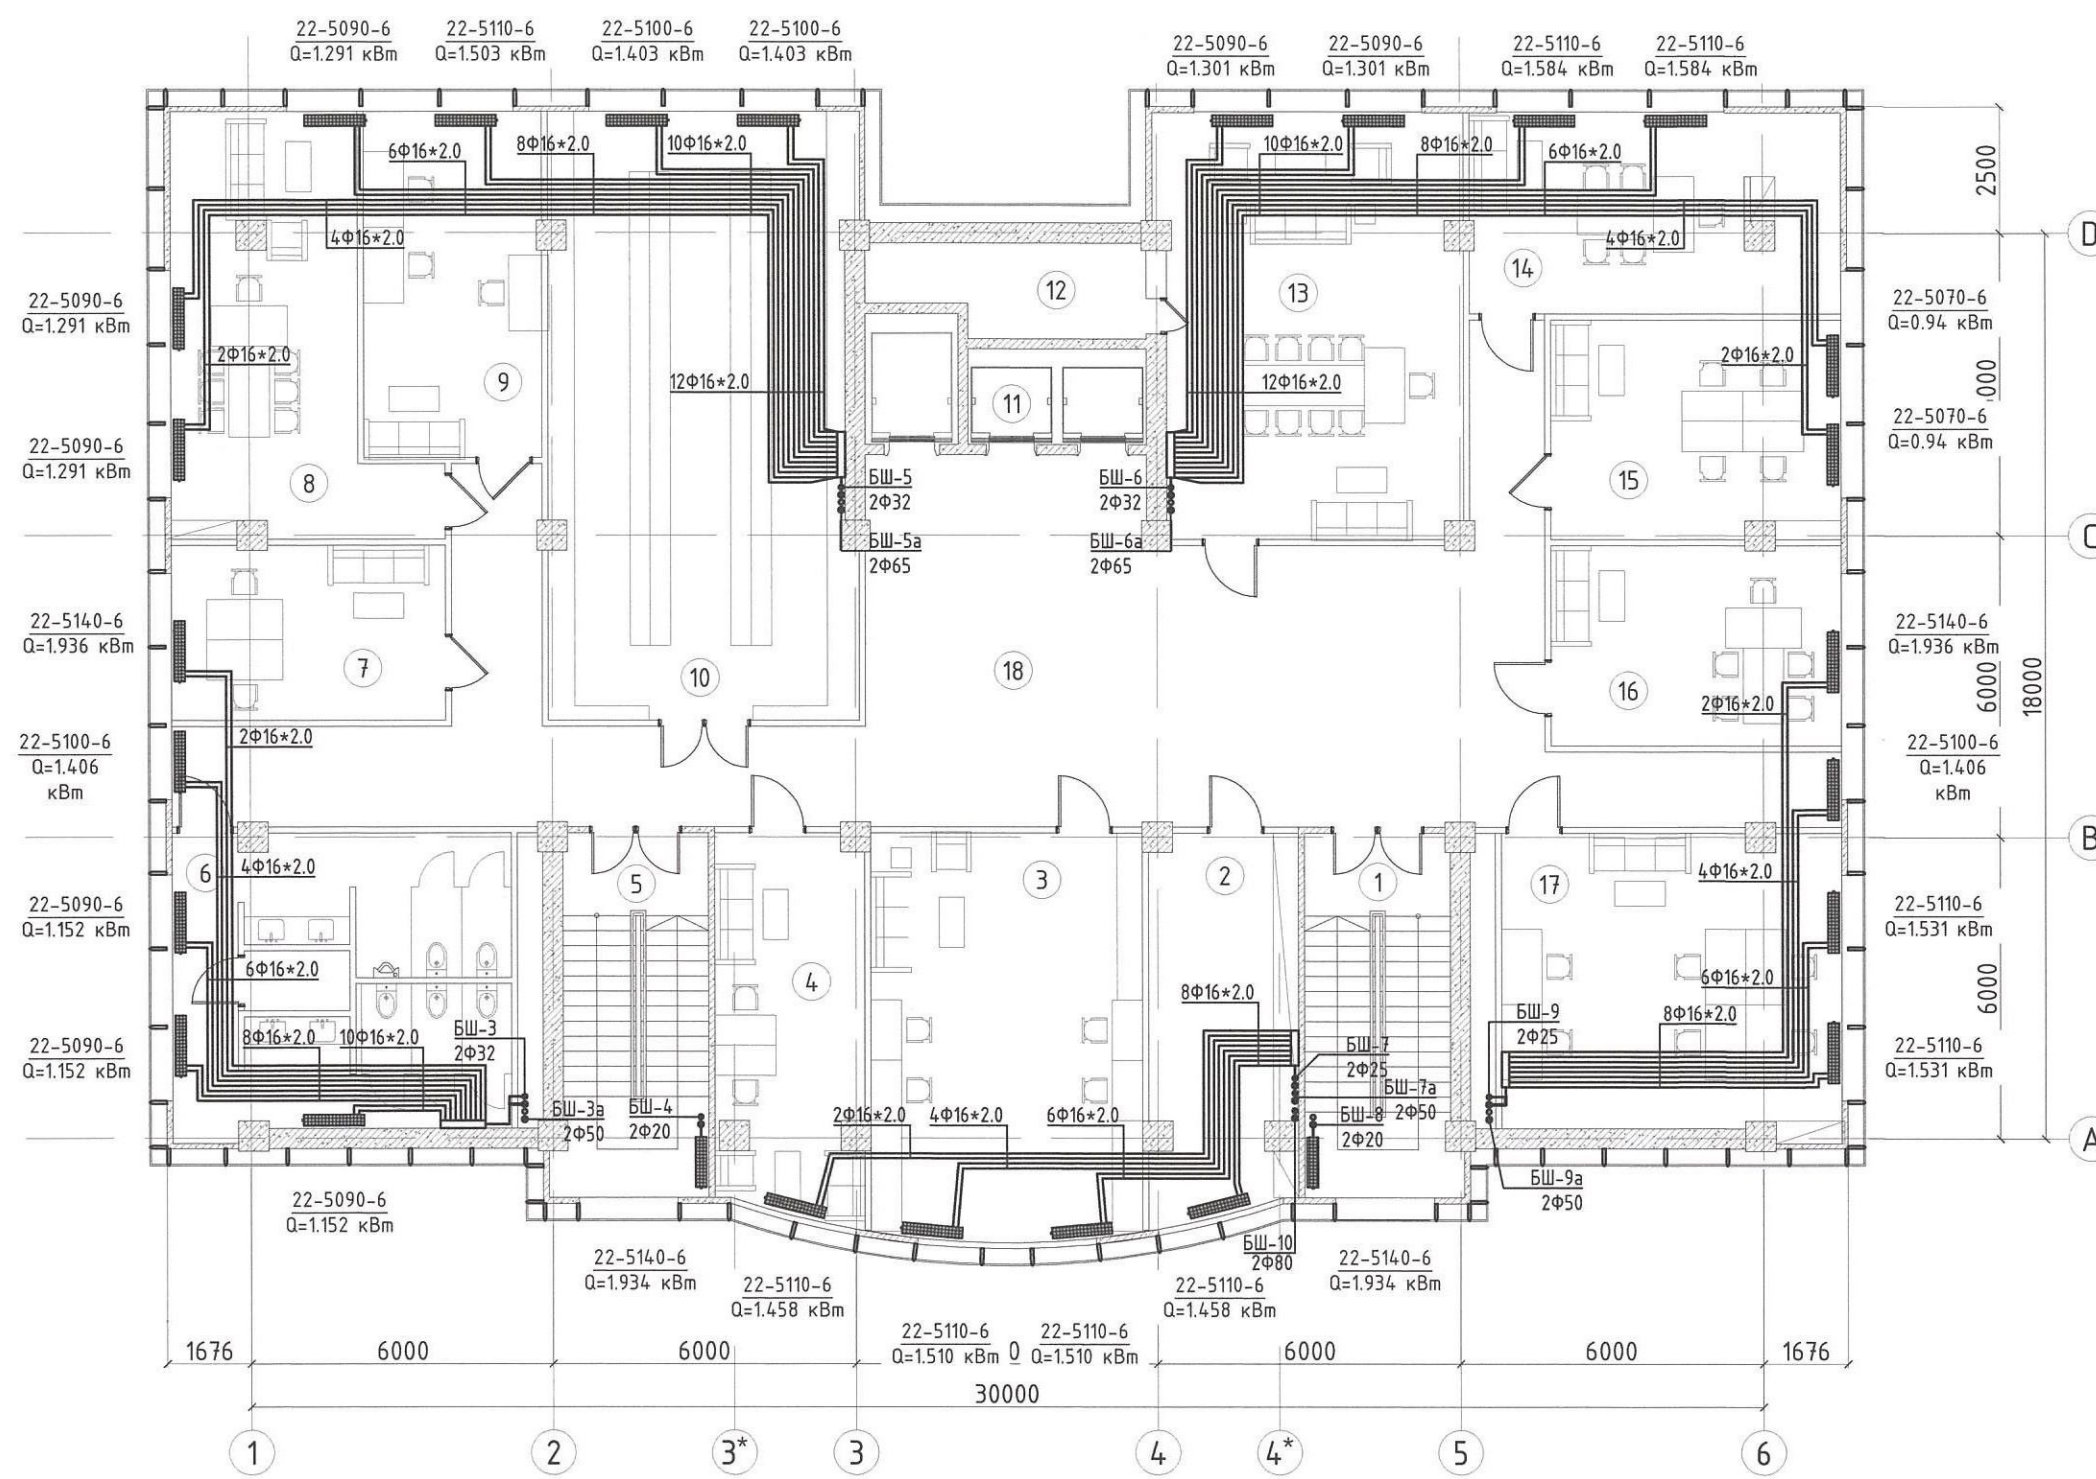 22-5090-6
Q=1.291 кВт
22-5110-6
Q=1.503 кВт
22-5100-6
Q=1.403 кВт
22-5100-6
Q=1.403 кВт
22-5090-6
Q=1.301 кВт
22-5090-6
Q=1.301 кВт
22-5110-6
Q=1.584 кВт
22-5110-6
Q=1.584 кВт
6Ф16*2.0
8Ф16*2.0
10Ф16*2.0
10Ф16*2.0
8Ф16*2.0
6Ф16*2.0
2500
4Ф16*2.0
4Ф16*2.0
D
12
13
14
22-5090-6
Q=1.291 кВт
22-5070-6
Q=0.94 кВт
2Ф16*2.0
2Ф16*2.0
9
12Ф16*2.0
11
12Ф16*2.0
000
22-5090-6
Q=1.291 кВт
22-5070-6
Q=0.94 кВт
8
БШ-5
2Ф32
БШ-6
2Ф32
15
БШ-5а
2Ф65
БШ-6а
2Ф65
C
22-5140-6
Q=1.936 кВт
22-5140-6
Q=1.936 кВт
7
10
18
16
6000
18000
2Ф16*2.0
2Ф16*2.0
22-5100-6
Q=1.406
кВт
22-5100-6
Q=1.406
кВт
B
6
4Ф16*2.0
5
3
2
1
17
4Ф16*2.0
22-5090-6
Q=1.152 кВт
22-5110-6
Q=1.531 кВт
6Ф16*2.0
4
8Ф16*2.0
6Ф16*2.0
6000
8Ф16*2.0
10Ф16*2.0
БШ-3
2Ф32
БШ-9
2Ф25
8Ф16*2.0
22-5090-6
Q=1.152 кВт
БШ-7
2Ф25
22-5110-6
Q=1.531 кВт
БШ-3а
2Ф50
БШ-4
2Ф20
2Ф16*2.0
4Ф16*2.0
6Ф16*2.0
БШ-7а
2Ф50
БШ-8
2Ф20
A
22-5090-6
Q=1.152 кВт
БШ-9а
2Ф50
БШ-10
2Ф80
22-5140-6
Q=1.934 кВт
22-5140-6
Q=1.934 кВт
22-5110-6
Q=1.458 кВт
22-5110-6
Q=1.458 кВт
22-5110-6
Q=1.510 кВт
0
22-5110-6
Q=1.510 кВт
1676
6000
6000
6000
6000
1676
30000
1
2
3*
3
4
4*
5
6